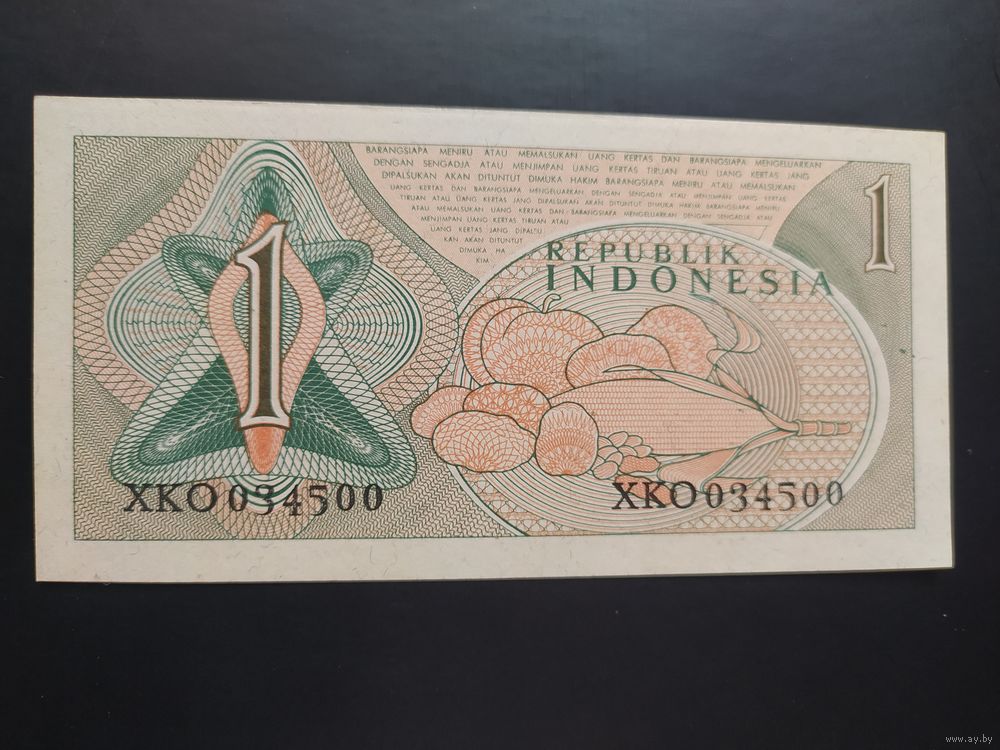 BARANGSIAPA MENIRU ATAU MEMALSUKAN UANG KERTAS DAN BARANGSIAPA MENGELUARKAN
DENGAN SENGADJA ATAU MENJIMPAN UANG KERTAS TIRUAN ATAU UANG KERTAS JANG
DIPALSUKAN AKAN DITUNTUT DIMUKA HAKIM BARANGSIAPA MENIRU ATAU MEMALSUKAN
UANG KERTAS DAN BARANGSIAPA MENGELUARKAN DENGAN SENGADJA ATAU MENJIMPAN UANG KERTAS
TIRUAN ATAU UANG KERTAS JANG DIPALSUKAN AKAN DITUNTUT DIMUKA HAKIM BARANGSIAPA MENIRU
ATAU MEMALSUKAN UANG KERTAS DAN BARANGSIAPA MENGELUARKAN DENGAN SENGADJA ATAU
MENJIMPAN UANG KERTAS TIRUAN ATAU
UANG KERTAS JANG DIPALSU
KAN AKAN DITUNTUT
DIMUKA HA
KIM
1
1
REPUBLIK
INDONESIA
XKO034500
XKO034500
www.ay.by